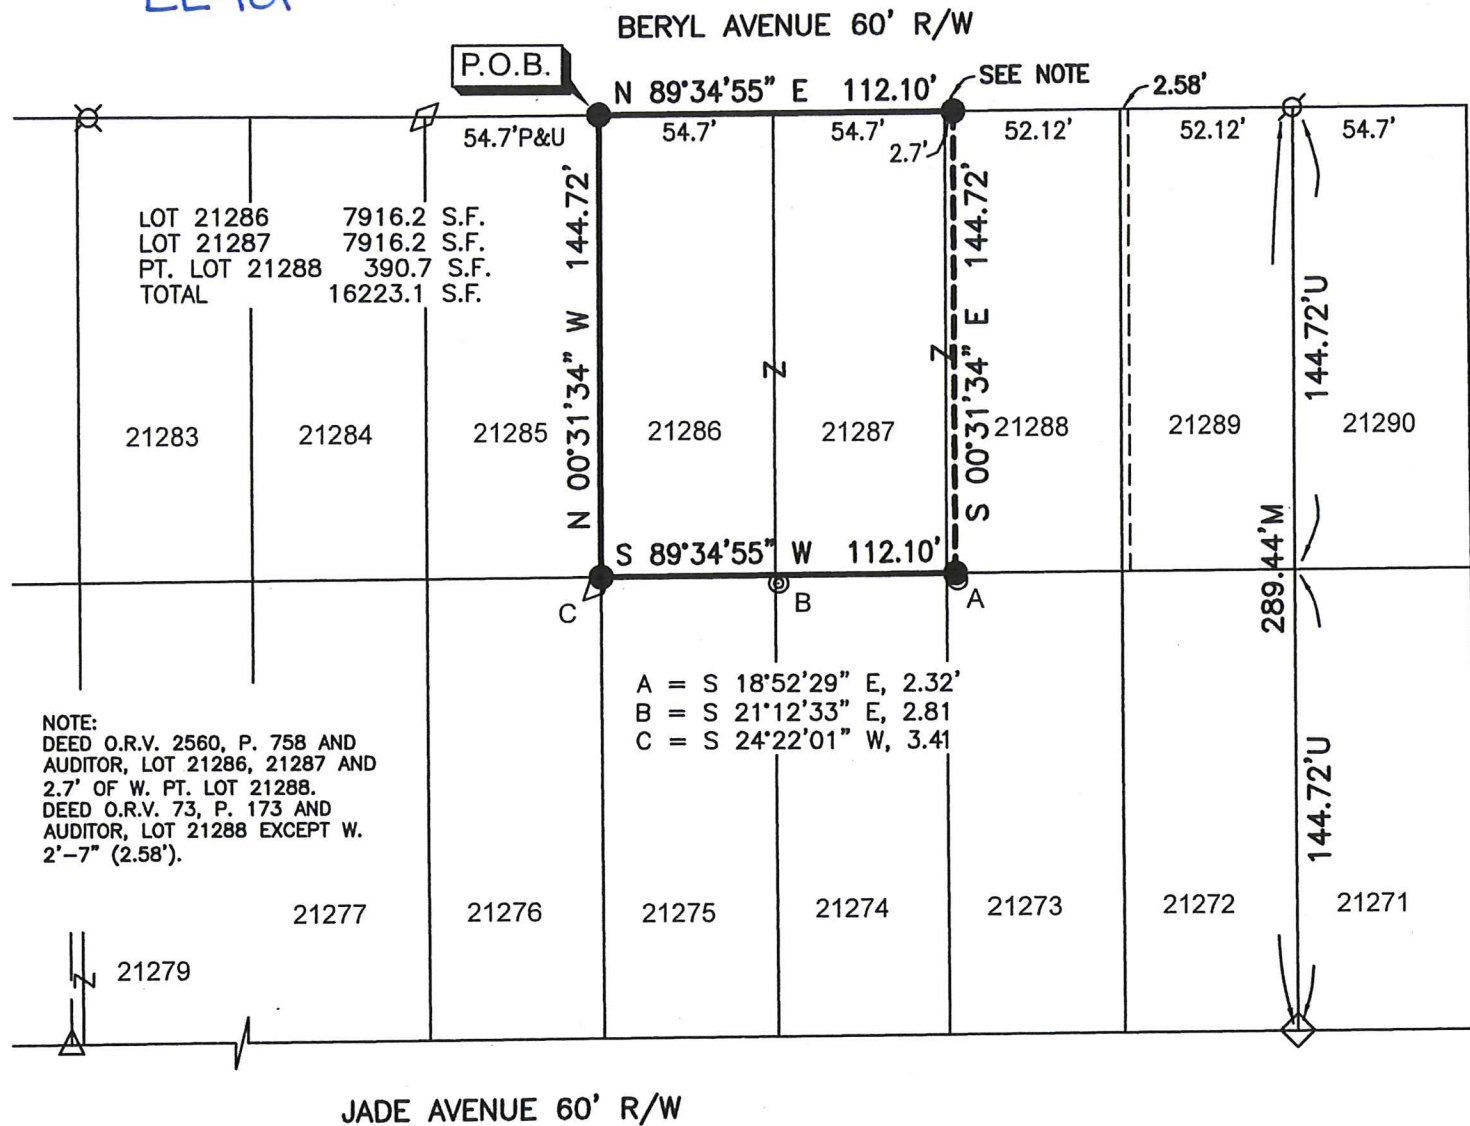 BERYL AVENUE 60' R/W
P.O.B.
N 89°34'55" E 112.10'
SEE NOTE
2.58'
54.7'P&U
54.7'
54.7'
2.7'
52.12'
52.12'
54.7'
LOT 21286 7916.2 S.F.
LOT 21287 7916.2 S.F.
PT. LOT 21288 390.7 S.F.
TOTAL 16223.1 S.F.
N 00°31'34" W 144.72'
S 00°31'34" E 144.72'
144.72'U
21283
21284
21285
21286
21287
21288
21289
21290
S 89°34'55" W 112.10'
289.44'M
C
B
A
A = S 18°52'29" E, 2.32'
B = S 21°12'33" E, 2.81
C = S 24°22'01" W, 3.41
NOTE:
DEED O.R.V. 2560, P. 758 AND
AUDITOR, LOT 21286, 21287 AND
2.7' OF W. PT. LOT 21288.
DEED O.R.V. 73, P. 173 AND
AUDITOR, LOT 21288 EXCEPT W.
2'-7" (2.58').
144.72'U
21277
21276
21275
21274
21273
21272
21271
21279
JADE AVENUE 60' R/W